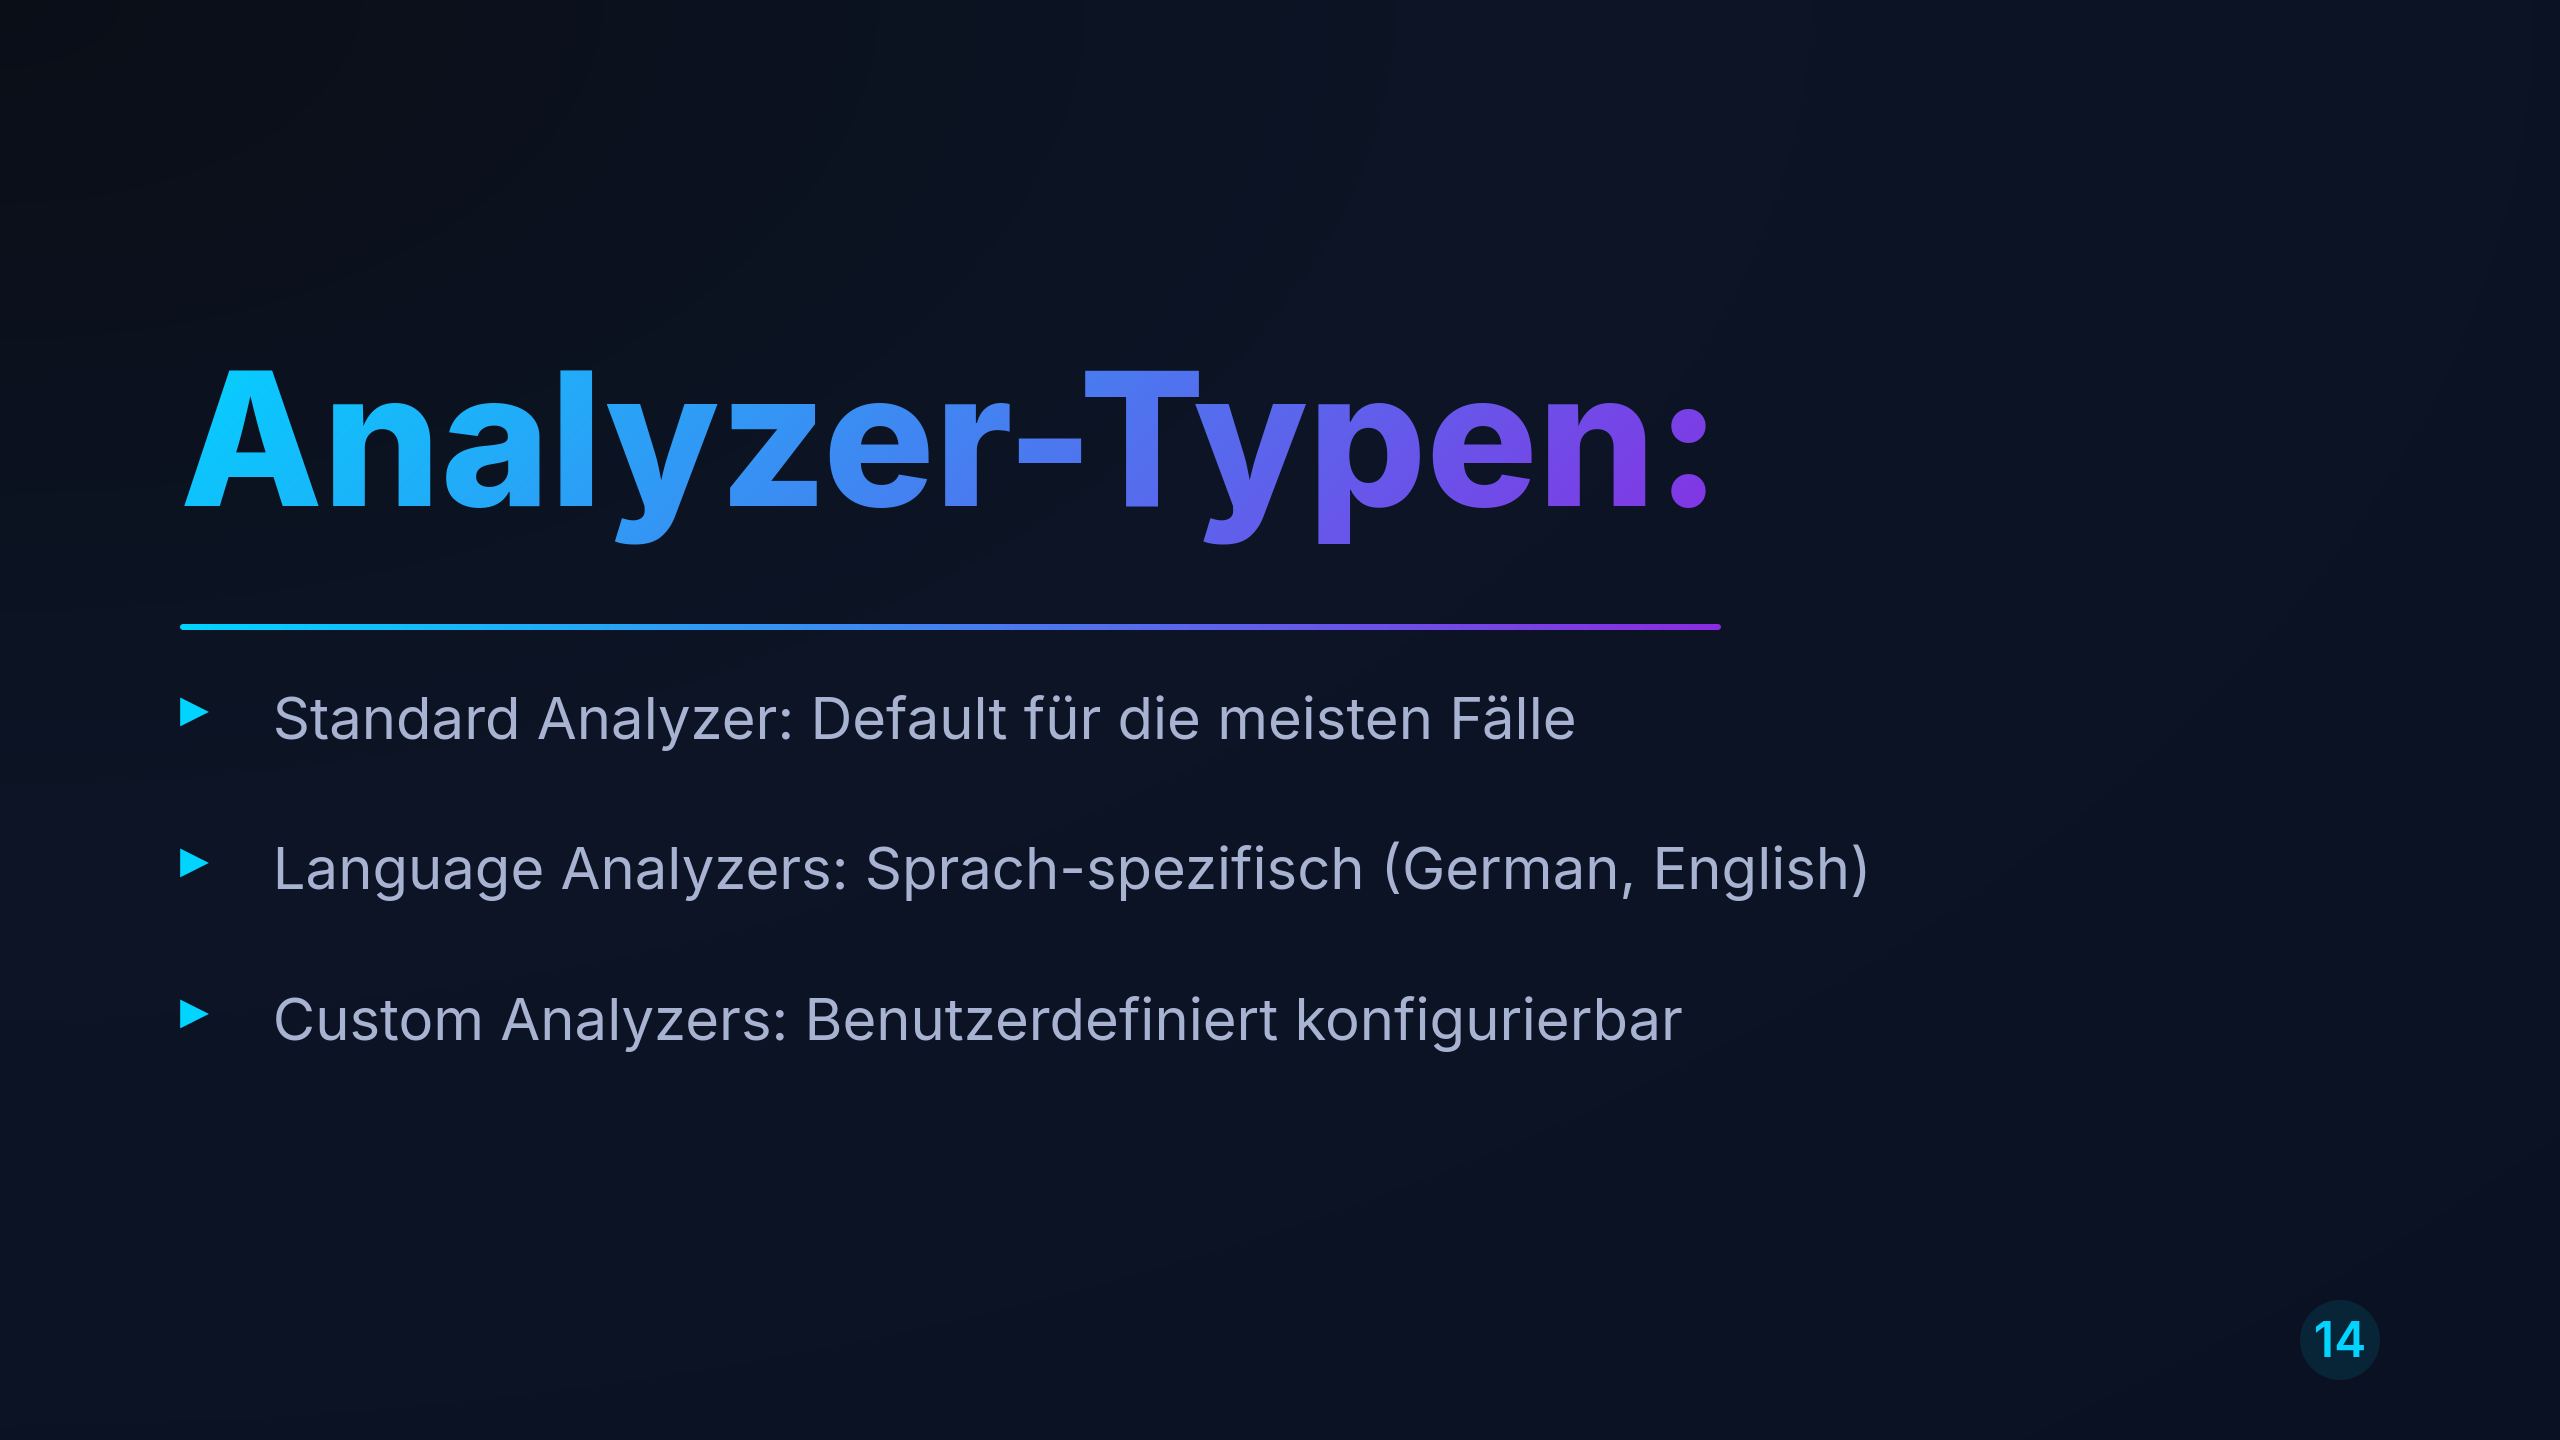 Analyzer-Typen:
▶ Standard Analyzer: Default für die meisten Fälle
▶ Language Analyzers: Sprach-spezifisch (German, English)
▶ Custom Analyzers: Benutzerdefiniert konfigurierbar
14